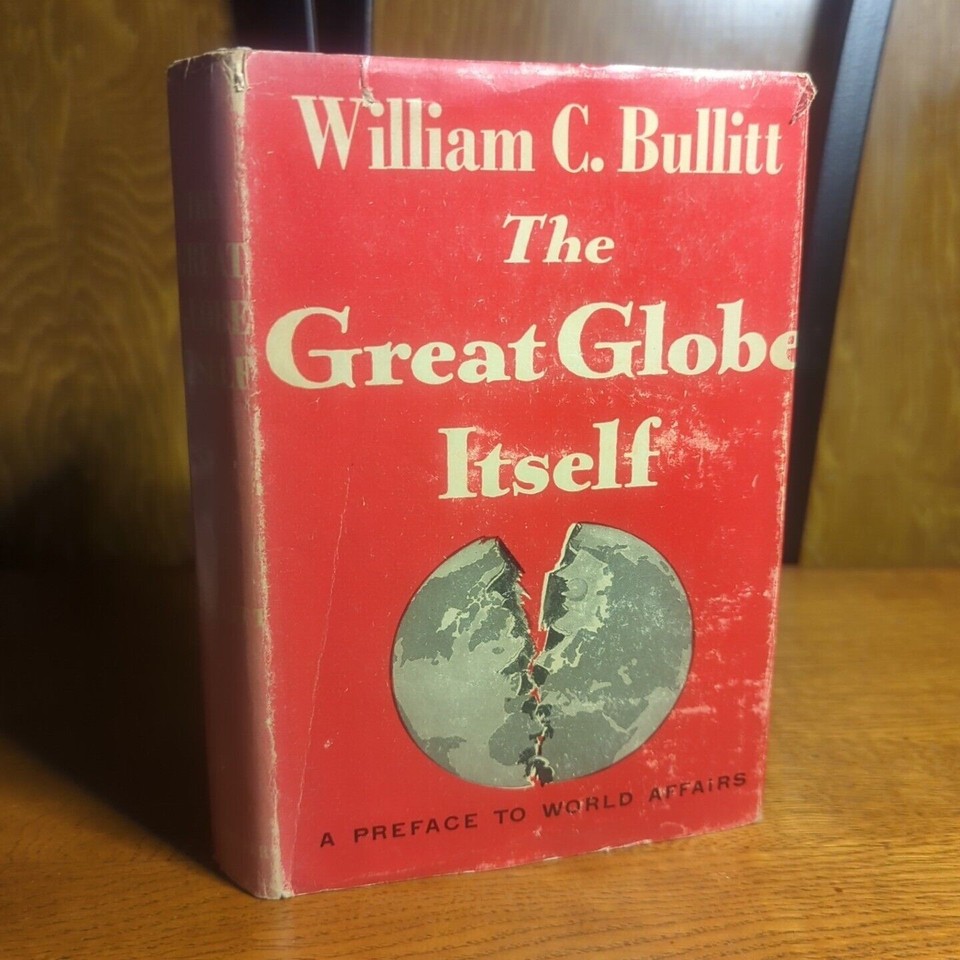 William C. Bullitt
The
Great Globe
Itself
A PREFACE TO WORLD AFFAIRS